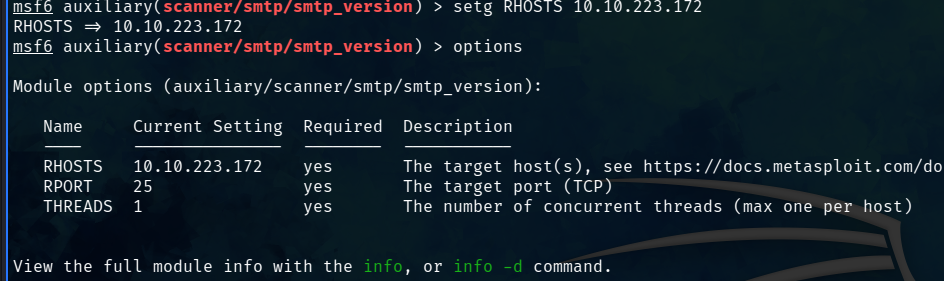 msf6 auxiliary(scanner/smtp/smtp_version) > setg RHOSTS 10.10.223.172
RHOSTS => 10.10.223.172
msf6 auxiliary(scanner/smtp/smtp_version) > options
Module options (auxiliary/scanner/smtp/smtp_version):
Name Current Setting Required Description
---- --------------- -------- -----------
RHOSTS 10.10.223.172 yes The target host(s), see https://docs.metasploit.com/do
RPORT 25 yes The target port (TCP)
THREADS 1 yes The number of concurrent threads (max one per host)
View the full module info with the info, or info -d command.